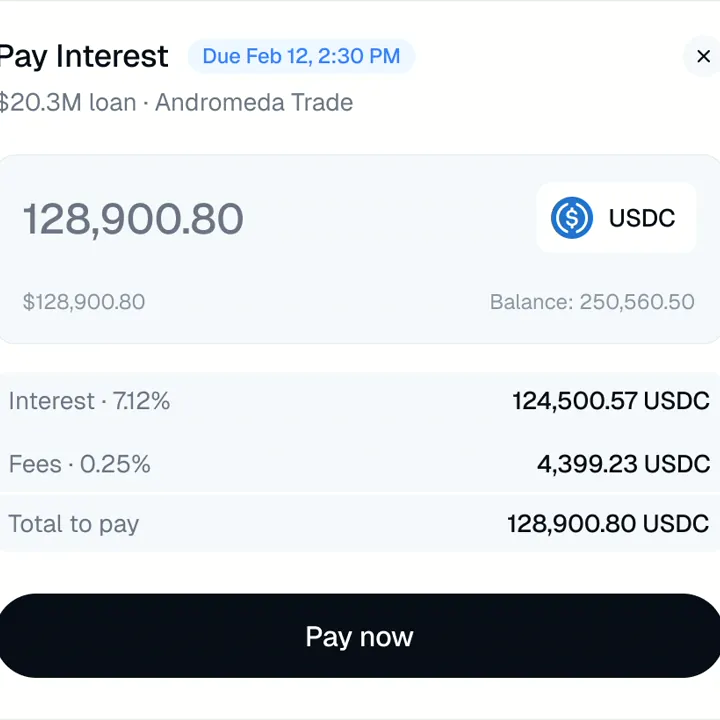 Pay Interest Due Feb 12, 2:30 PM
$20.3M loan · Andromeda Trade
128,900.80 USDC
$128,900.80 Balance: 250,560.50
Interest · 7.12% 124,500.57 USDC
Fees · 0.25% 4,399.23 USDC
Total to pay 128,900.80 USDC
Pay now